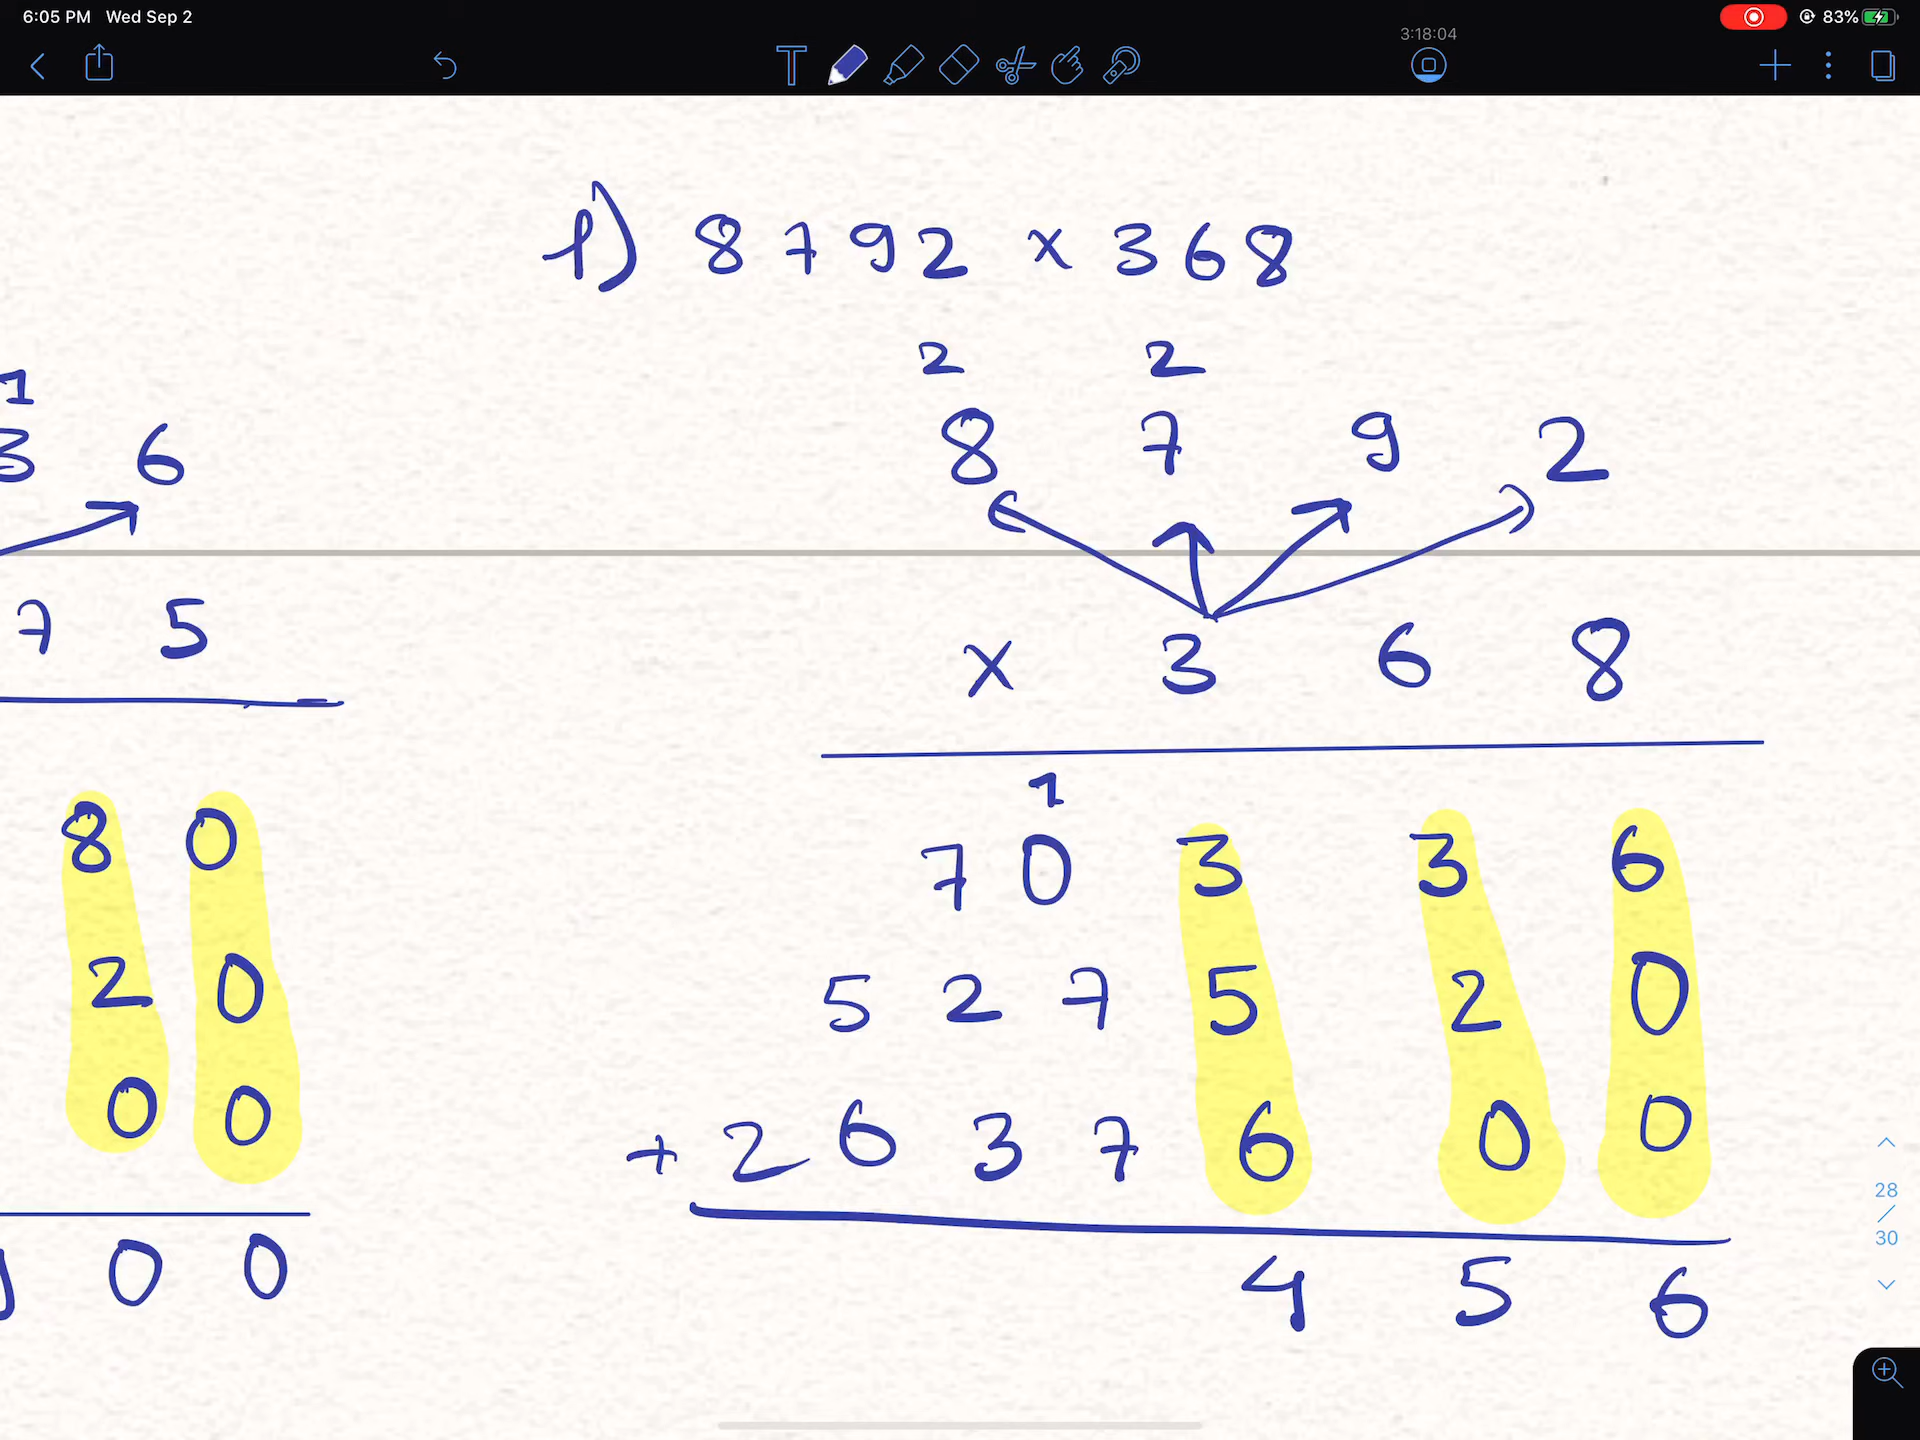 6:05 PM Wed Sep 2
83%
3:18:04
T
f) 8792 x 368
2 2
1
8 7 9 2
3 6
7 5
x 3 6 8
1
8 0
7 0 3 3 6
2 0
5 2 7 5 2 0
0 0
+ 2 6 3 7 6 0 0
0 0
4 5 6
28
/
30